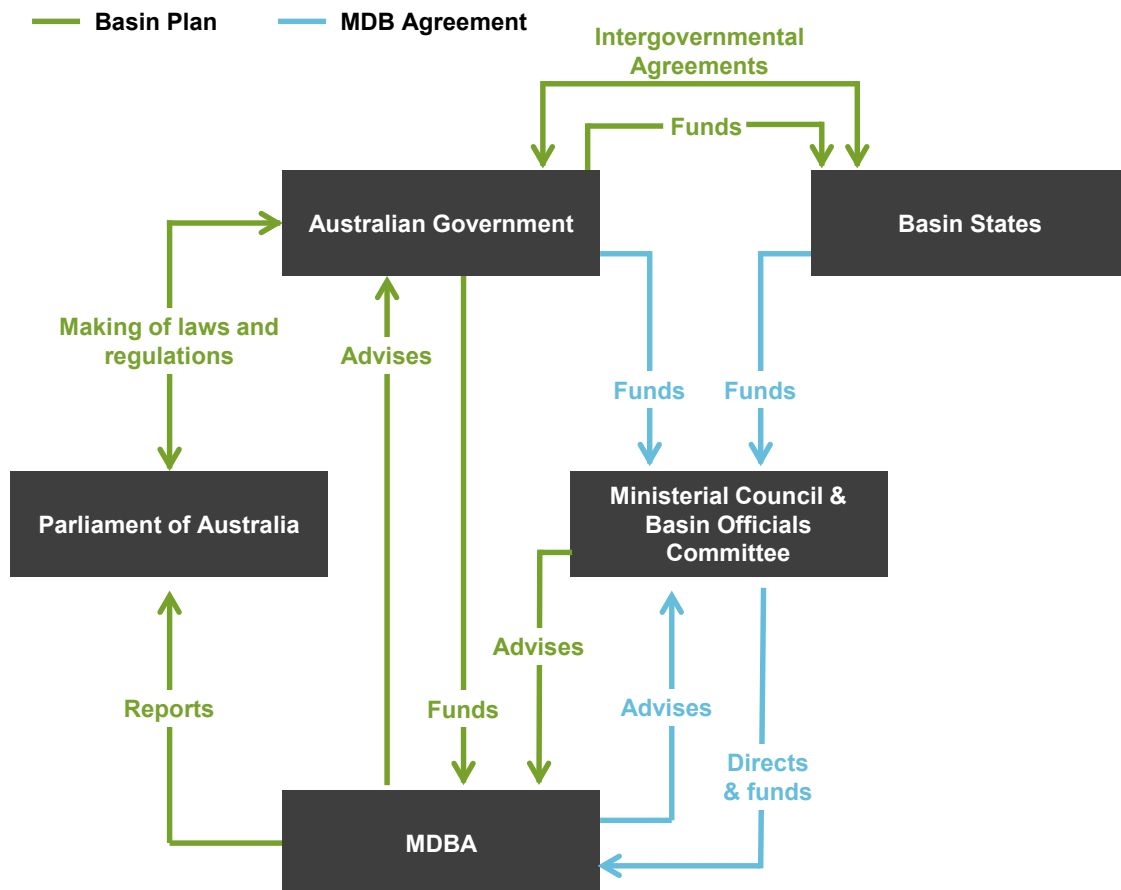 Basin Plan
MDB Agreement
Intergovernmental
Agreements
Funds
Australian Government
Basin States
Making of laws and
regulations
Advises
Funds
Funds
Parliament of Australia
Ministerial Council &
Basin Officials
Committee
Advises
Reports
Funds
Advises
Directs
& funds
MDBA